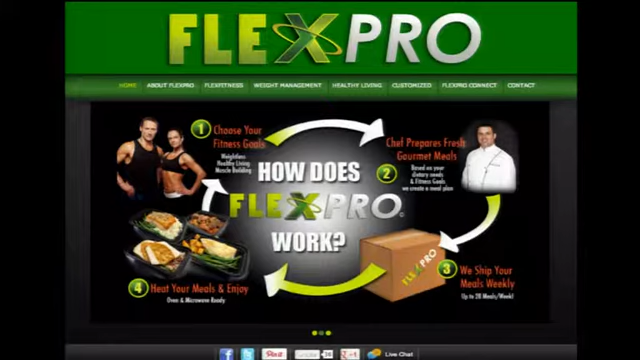 FLEXPRO
HOME ABOUT FLEXPRO FLEXFITNESS WEIGHT MANAGEMENT HEALTHY LIVING CUSTOMIZED FLEXPRO CONNECT CONTACT
1 Choose Your
Fitness Goals
Weightloss
Healthy Living
Muscle Building
HOW DOES
FLEXPRO
WORK?
2 Chef Prepares Fresh
Gourmet Meals
Based on your
dietary needs
& Fitness Goals
we create a meal plan
FLEXPRO
3 We Ship Your
Meals Weekly
Up to 28 Meals/Week!
4 Heat Your Meals & Enjoy
Oven & Microwave Ready
Pin it
Live Chat